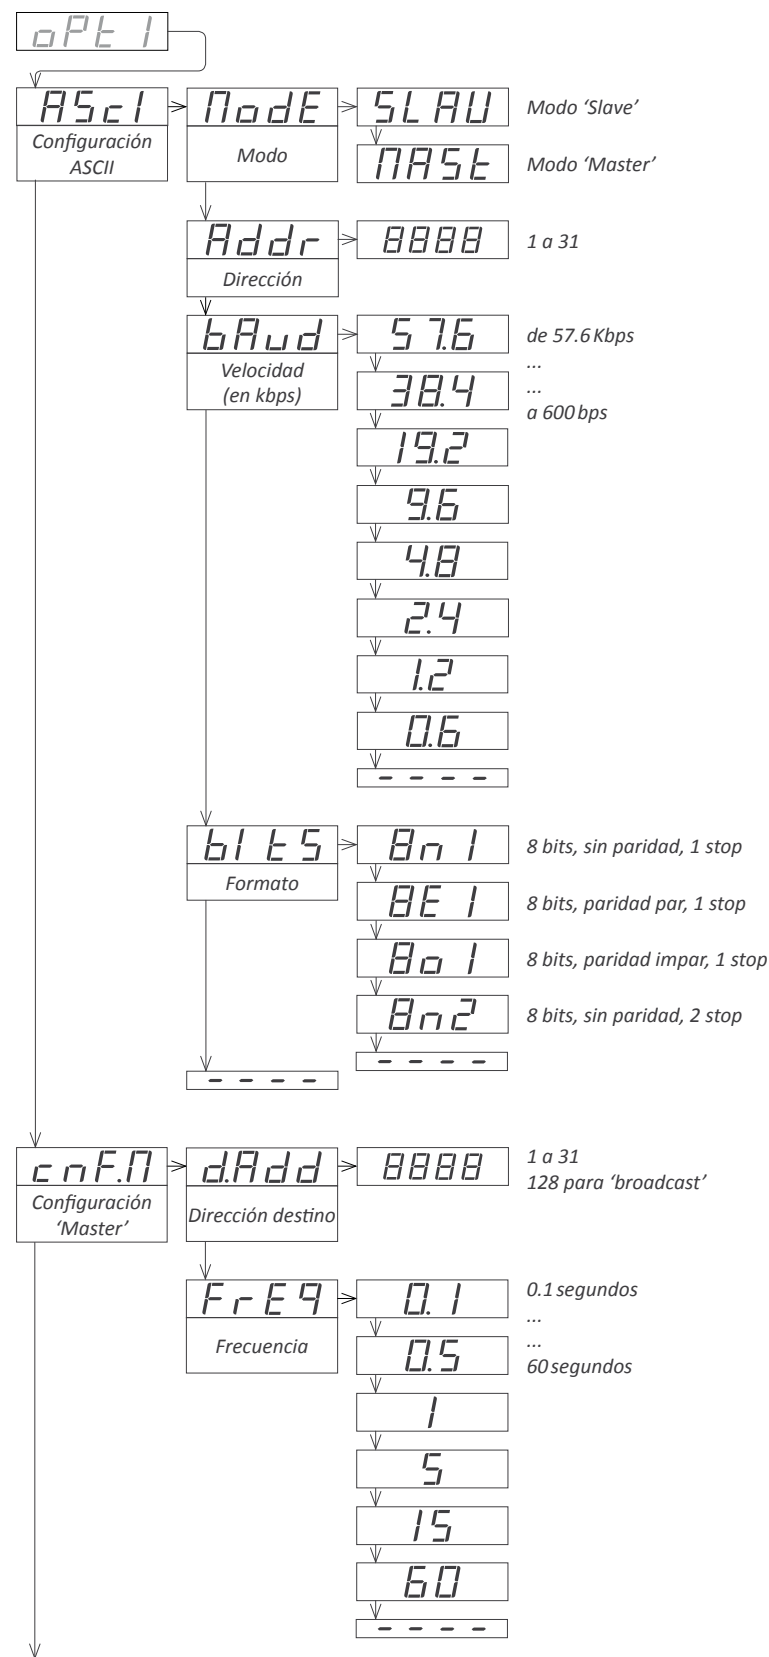 oPt1
AScI
Configuración
ASCII
ModE
Modo
SLAU
Modo ‘Slave’
MASt
Modo ‘Master’
Addr
Dirección
8888
1 a 31
bAud
Velocidad
(en kbps)
57.6
de 57.6 Kbps
...
38.4
...
a 600 bps
19.2
9.6
4.8
2.4
1.2
0.6
- - - -
bItS
Formato
8n1
8 bits, sin paridad, 1 stop
8E1
8 bits, paridad par, 1 stop
8o1
8 bits, paridad impar, 1 stop
8n2
8 bits, sin paridad, 2 stop
- - - -
- - - -
cnF.M
Configuración
‘Master’
d.Add
Dirección destino
8888
1 a 31
128 para ‘broadcast’
FrEq
Frecuencia
0.1
0.1 segundos
...
0.5
...
60 segundos
1
5
15
60
- - - -